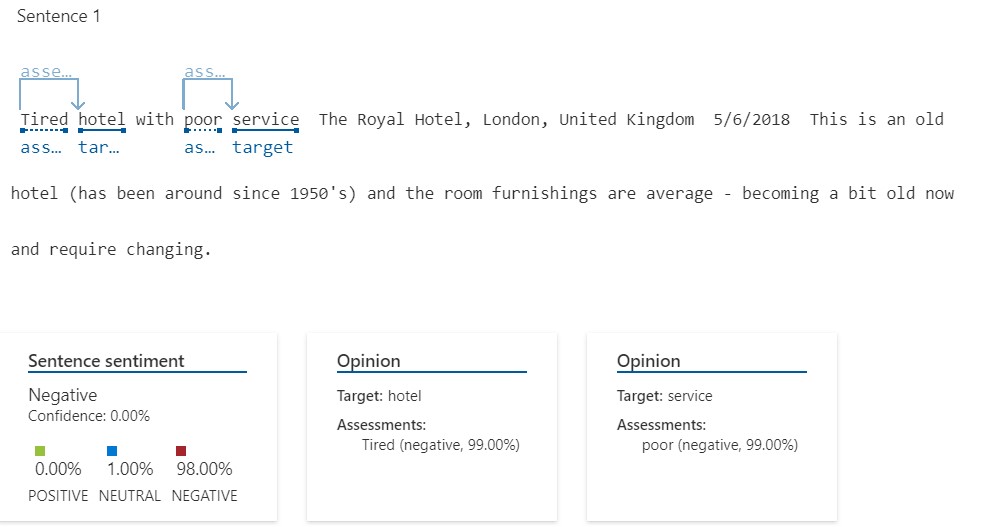 Sentence 1
asse... ass...
Tired hotel with poor service The Royal Hotel, London, United Kingdom 5/6/2018 This is an old
ass... tar... as... target
hotel (has been around since 1950's) and the room furnishings are average - becoming a bit old now
and require changing.
Sentence sentiment
Negative
Confidence: 0.00%
0.00% 1.00% 98.00%
POSITIVE NEUTRAL NEGATIVE
Opinion
Target: hotel
Assessments:
Tired (negative, 99.00%)
Opinion
Target: service
Assessments:
poor (negative, 99.00%)